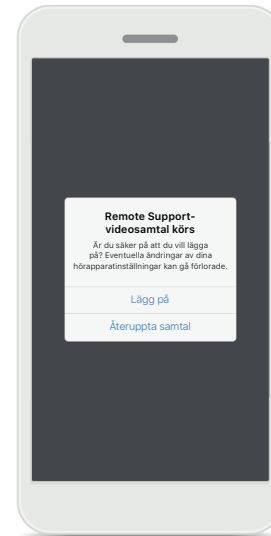 Remote Support-
videosamtal körs
Är du säker på att du vill lägga
på? Eventuella ändringar av dina
hörapparatinställningar kan gå förlorade.
Lägg på
Återuppta samtal